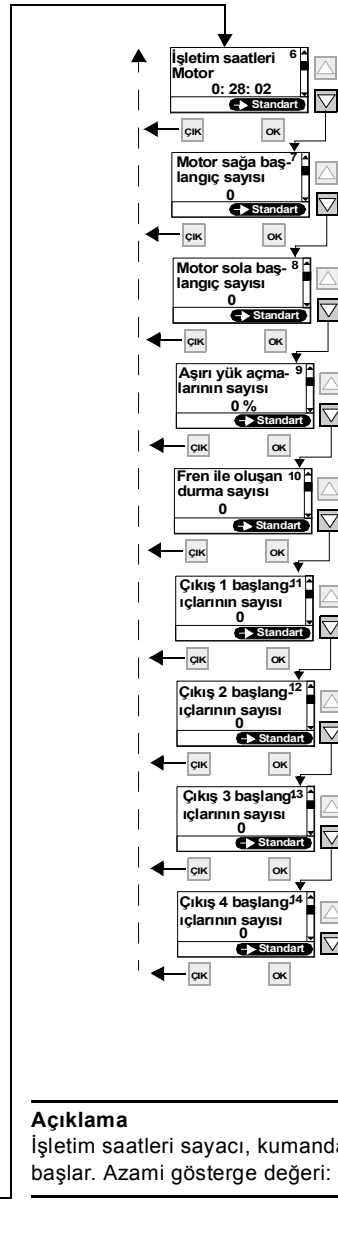 İşletim saatleri 6
Motor
0: 28: 02
Standart
ÇIK OK
Motor sağa baş- 7
langıç sayısı
0
Standart
ÇIK OK
Motor sola baş- 8
langıç sayısı
0
Standart
ÇIK OK
Aşırı yük açma- 9
larının sayısı
0 %
Standart
ÇIK OK
Fren ile oluşan 10
durma sayısı
0
Standart
ÇIK OK
Çıkış 1 başlang- 11
ıçlarının sayısı
0
Standart
ÇIK OK
Çıkış 2 başlang- 12
ıçlarının sayısı
0
Standart
ÇIK OK
Çıkış 3 başlang- 13
ıçlarının sayısı
0
Standart
ÇIK OK
Çıkış 4 başlang- 14
ıçlarının sayısı
0
Standart
ÇIK OK
Açıklama
İşletim saatleri sayacı, kumanda
başlar. Azami gösterge değeri: